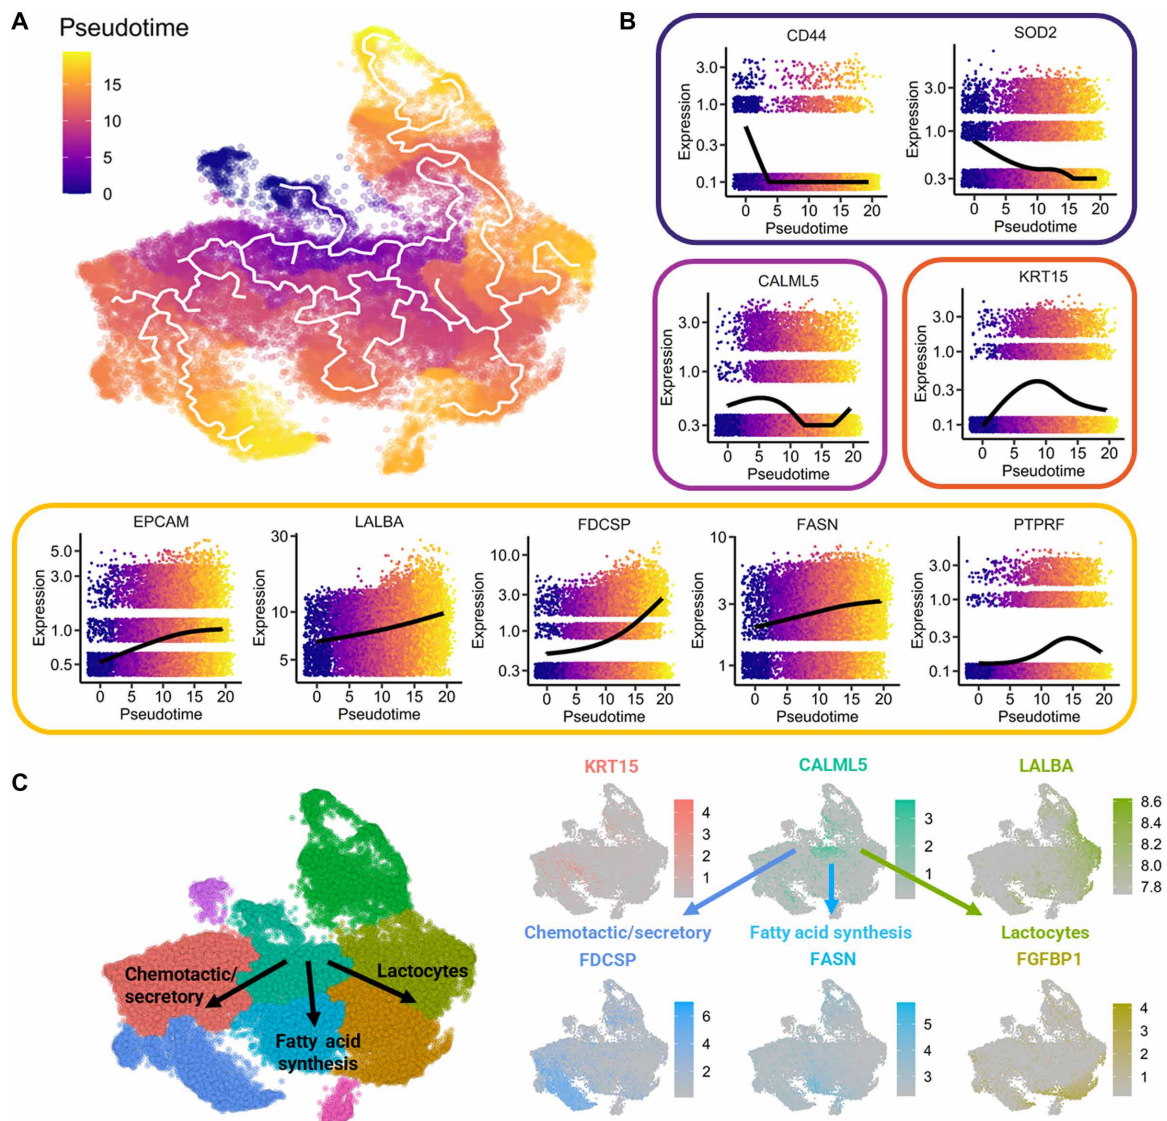 A
Pseudotime
15
10
5
0
B
CD44
Expression
3.0
1.0
0.3
0.1
0 5 10 15 20
Pseudotime
SOD2
Expression
3.0
1.0
0.3
0 5 10 15 20
Pseudotime
CALML5
Expression
3.0
1.0
0.3
0 5 10 15 20
Pseudotime
KRT15
Expression
3.0
1.0
0.3
0.1
0 5 10 15 20
Pseudotime
EPCAM
Expression
5.0
3.0
1.0
0.5
0 5 10 15 20
Pseudotime
LALBA
Expression
30
10
5
0 5 10 15 20
Pseudotime
FDCSP
Expression
10.0
1.0
0.3
0 5 10 15 20
Pseudotime
FASN
Expression
10
3
1
0 5 10 15 20
Pseudotime
PTPRF
Expression
3.0
1.0
0.3
0.1
0 5 10 15 20
Pseudotime
C
Chemotactic/
secretory
Lactocytes
Fatty acid
synthesis
KRT15
4
3
2
1
CALML5
3
2
1
LALBA
8.6
8.4
8.2
8.0
7.8
Chemotactic/secretory
Fatty acid synthesis
Lactocytes
FDCSP
6
4
2
FASN
5
4
3
FGFBP1
4
3
2
1